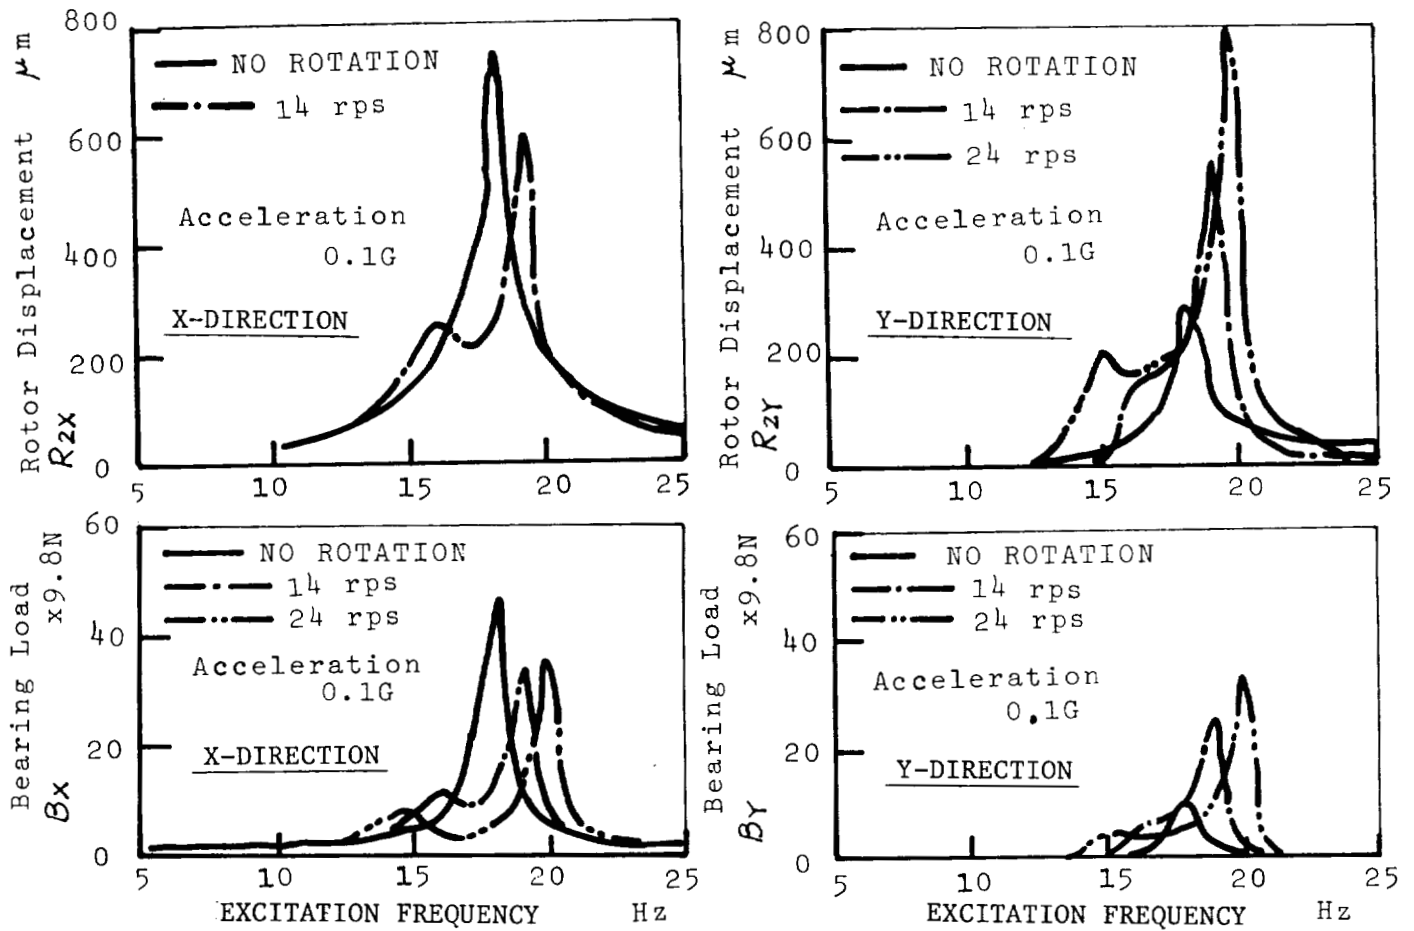 800
600
400
200
0
Rotor Displacement μm
R2X
NO ROTATION
14 rps
Acceleration
0.1G
X-DIRECTION
5 10 15 20 25
800
600
400
200
0
Rotor Displacement μm
R2Y
NO ROTATION
14 rps
24 rps
Acceleration
0.1G
Y-DIRECTION
5 10 15 20 25
60
40
20
0
Bearing Load x9.8N
BX
NO ROTATION
14 rps
24 rps
Acceleration
0.1G
X-DIRECTION
5 10 15 20 25
EXCITATION FREQUENCY Hz
60
40
20
0
Bearing Load x9.8N
BY
NO ROTATION
14 rps
24 rps
Acceleration
0.1G
Y-DIRECTION
5 10 15 20 25
EXCITATION FREQUENCY Hz